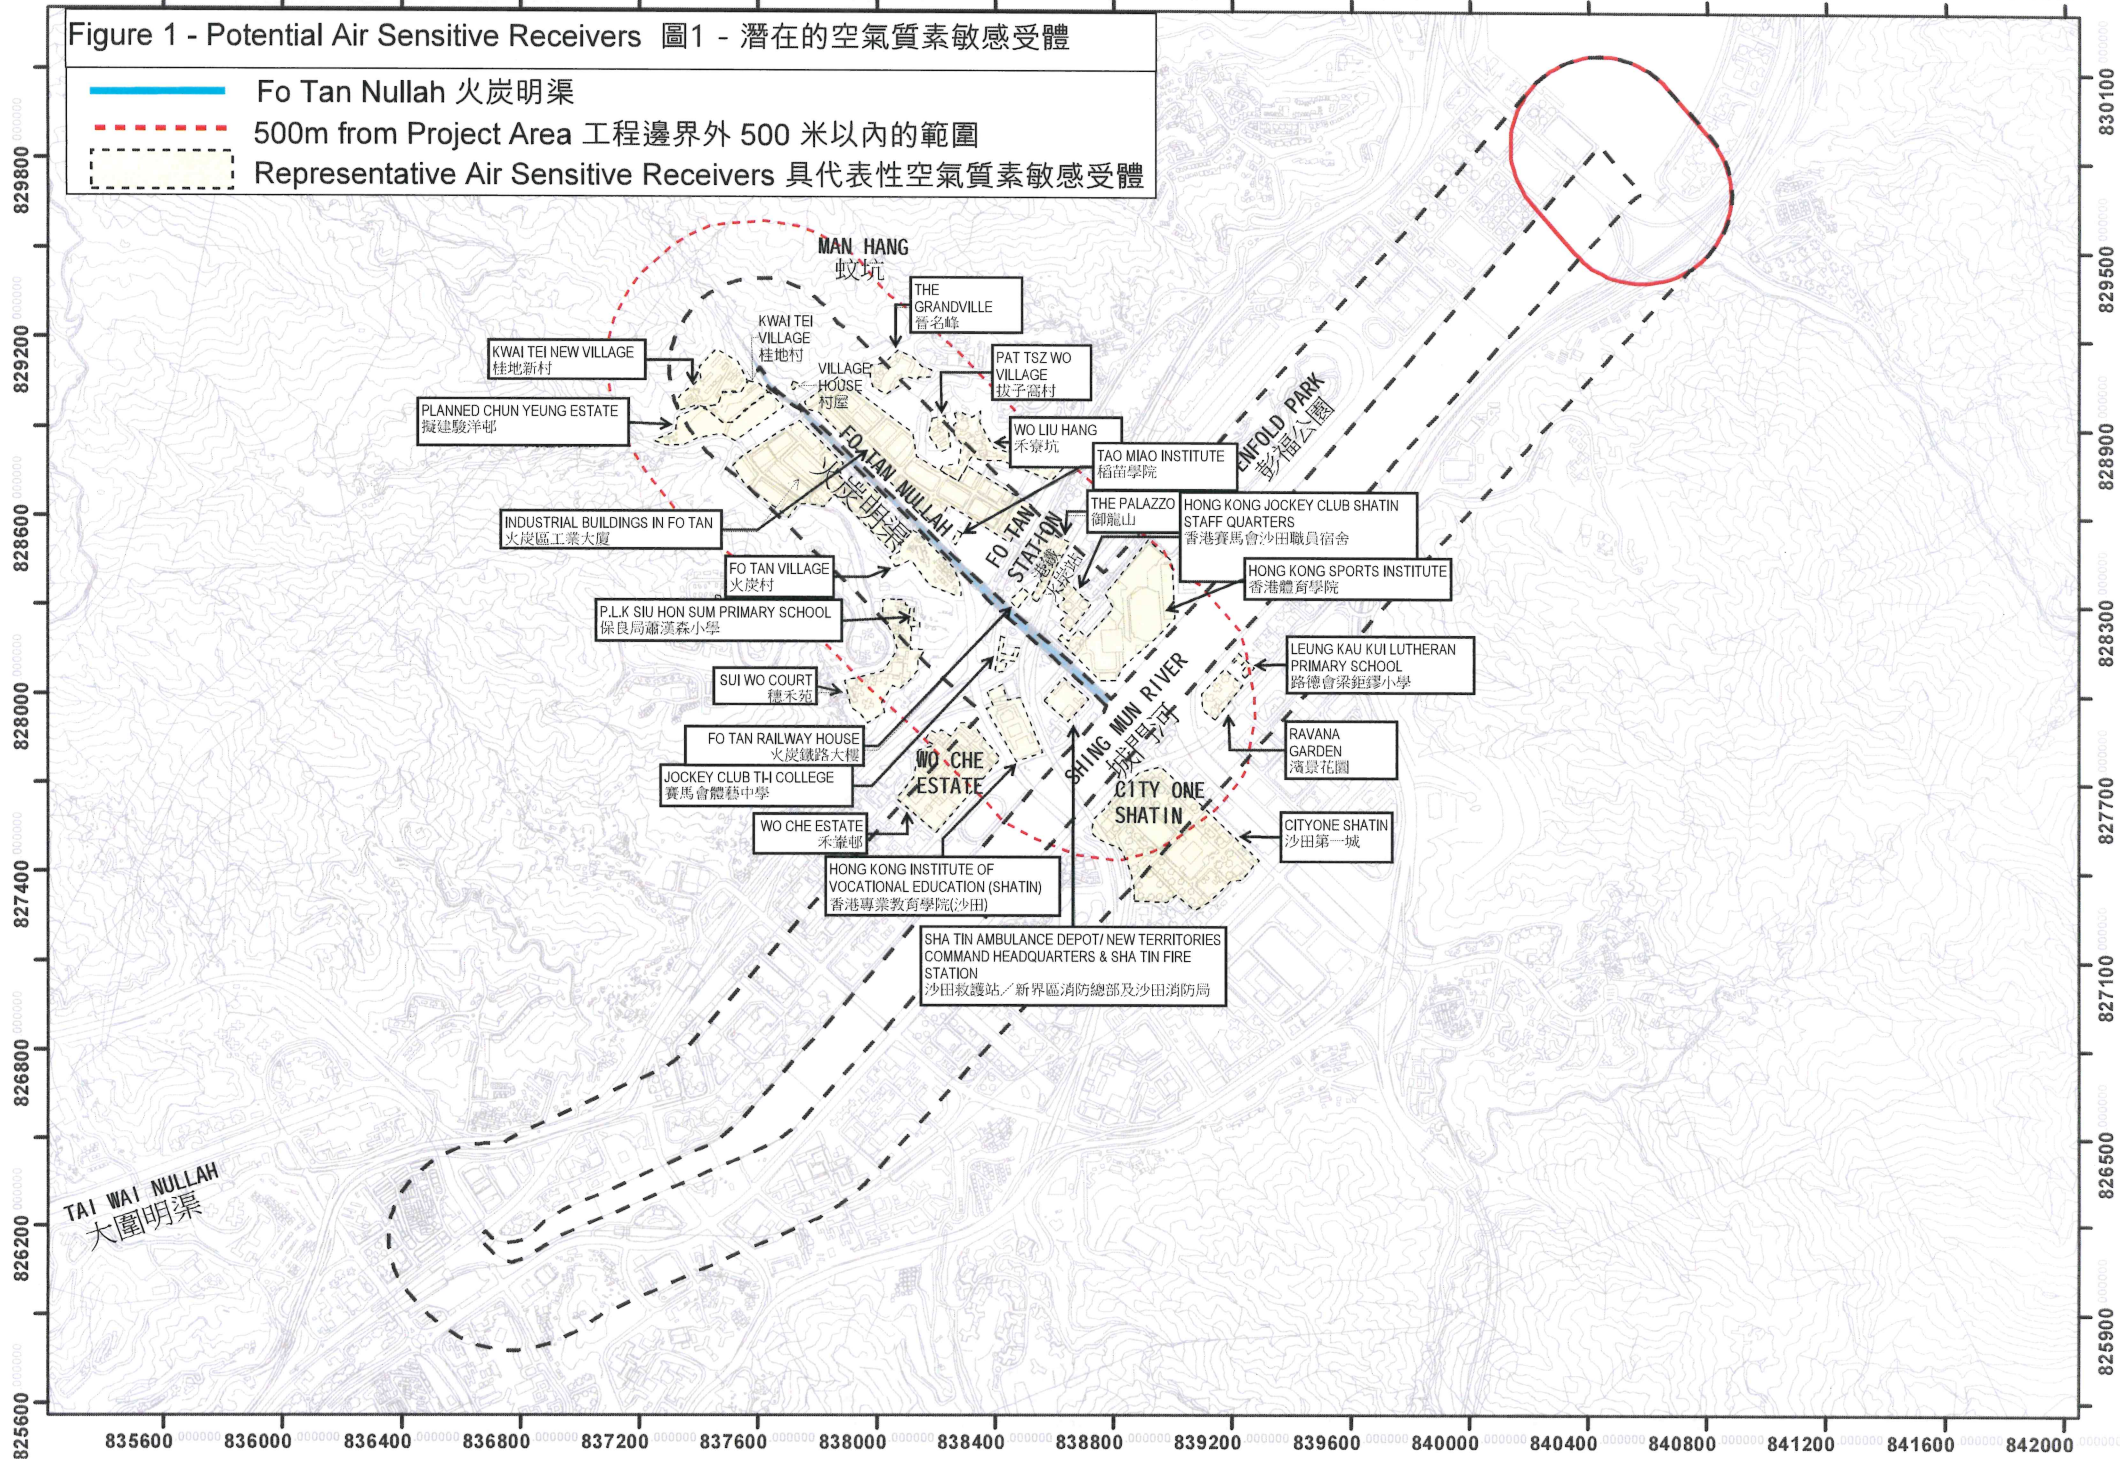 Figure 1 - Potential Air Sensitive Receivers 圖1 - 潛在的空氣質素敏感受體
Fo Tan Nullah 火炭明渠
500m from Project Area 工程邊界外 500 米以內的範圍
Representative Air Sensitive Receivers 具代表性空氣質素敏感受體
MAN HANG
蚊坑
THE
GRANDVILLE
晉名峰
KWAI TEI
VILLAGE
桂地村
KWAI TEI NEW VILLAGE
桂地新村
PAT TSZ WO
VILLAGE
拔子窩村
VILLAGE
HOUSE
村屋
PLANNED CHUN YEUNG ESTATE
擬建駿洋邨
WO LIU HANG
禾寮坑
TAO MIAO INSTITUTE
稻苗學院
ENFOLD PARK
彭福公園
FO TAN NULLAH
火炭明渠
THE PALAZZO
御龍山
HONG KONG JOCKEY CLUB SHATIN
STAFF QUARTERS
香港賽馬會沙田職員宿舍
INDUSTRIAL BUILDINGS IN FO TAN
火炭區工業大廈
FO TAN
STATION
港鐵
火炭站
FO TAN VILLAGE
火炭村
HONG KONG SPORTS INSTITUTE
香港體育學院
P.L.K SIU HON SUM PRIMARY SCHOOL
保良局蕭漢森小學
LEUNG KAU KUI LUTHERAN
PRIMARY SCHOOL
路德會梁鉅鏐小學
SUI WO COURT
穗禾苑
SHING MUN RIVER
城門河
FO TAN RAILWAY HOUSE
火炭鐵路大樓
RAVANA
GARDEN
濱景花園
JOCKEY CLUB TI-I COLLEGE
賽馬會體藝中學
WO CHE
ESTATE
CITY ONE
SHATIN
WO CHE ESTATE
禾輋邨
CITYONE SHATIN
沙田第一城
HONG KONG INSTITUTE OF
VOCATIONAL EDUCATION (SHATIN)
香港專業教育學院(沙田)
SHA TIN AMBULANCE DEPOT/ NEW TERRITORIES
COMMAND HEADQUARTERS & SHA TIN FIRE
STATION
沙田救護站／新界區消防總部及沙田消防局
TAI WAI NULLAH
大圍明渠
829800
829200
828600
828000
827400
826800
826200
825600
830100
829500
828900
828300
827700
827100
826500
825900
835600 836000 836400 836800 837200 837600 838000 838400 838800 839200 839600 840000 840400 840800 841200 841600 842000